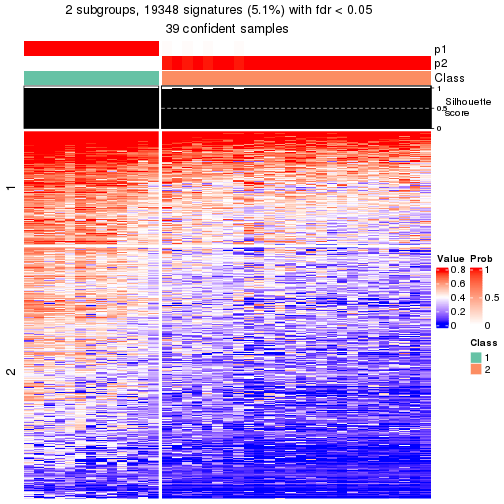 2 subgroups, 19348 signatures (5.1%) with fdr < 0.05
39 confident samples
p1
p2
Class
1
0.5
0
Silhouette
score
1
2
Value
0.8
0.6
0.4
0.2
0
Prob
1
0.5
0
Class
1
2